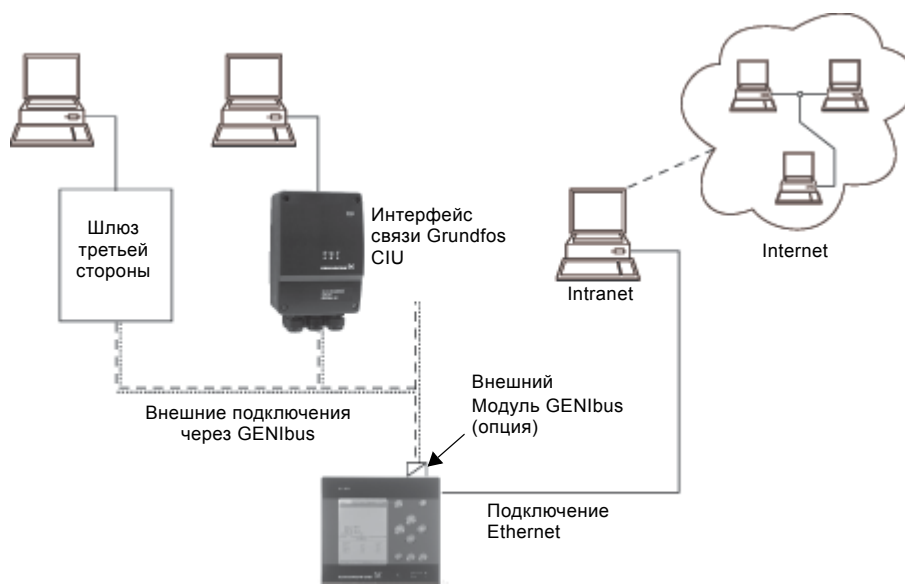 Шлюз
третьей
стороны
Интерфейс
связи Grundfos
CIU
Intranet
Internet
Внешние подключения
через GENIbus
Внешний
Модуль GENIbus
(опция)
Подключение
Ethernet